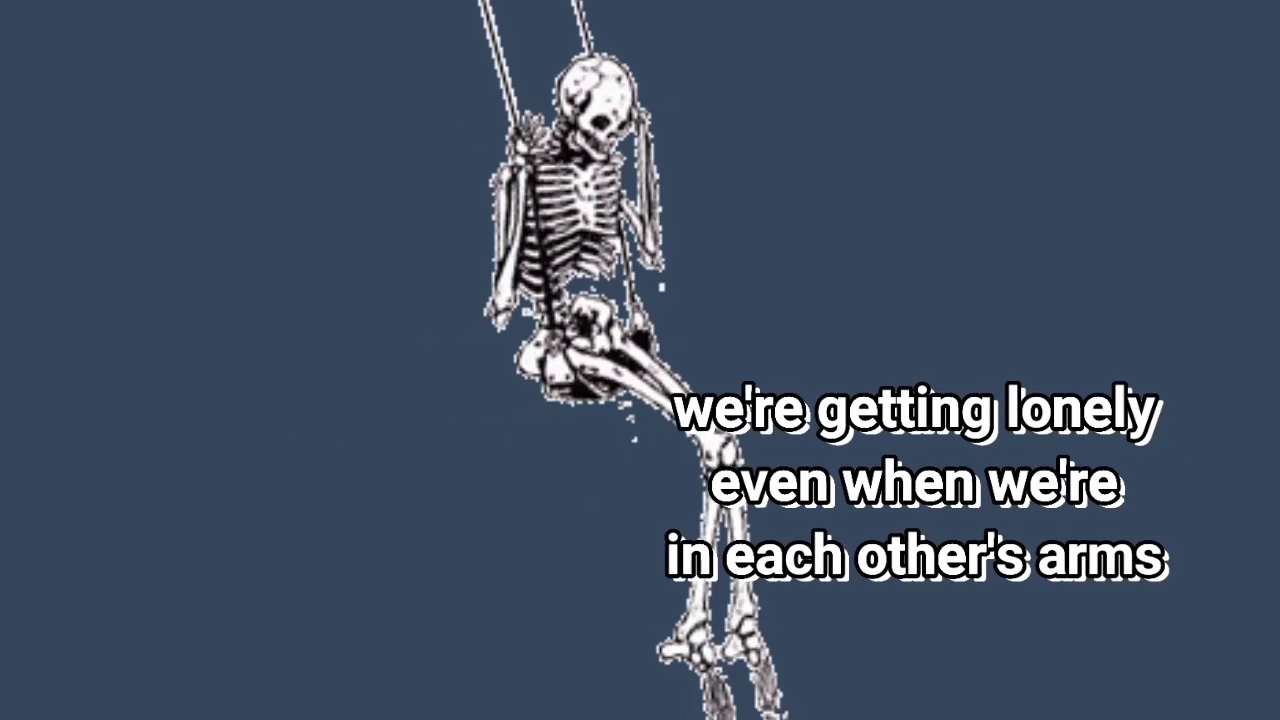 we're getting lonely
even when we're
in each other's arms